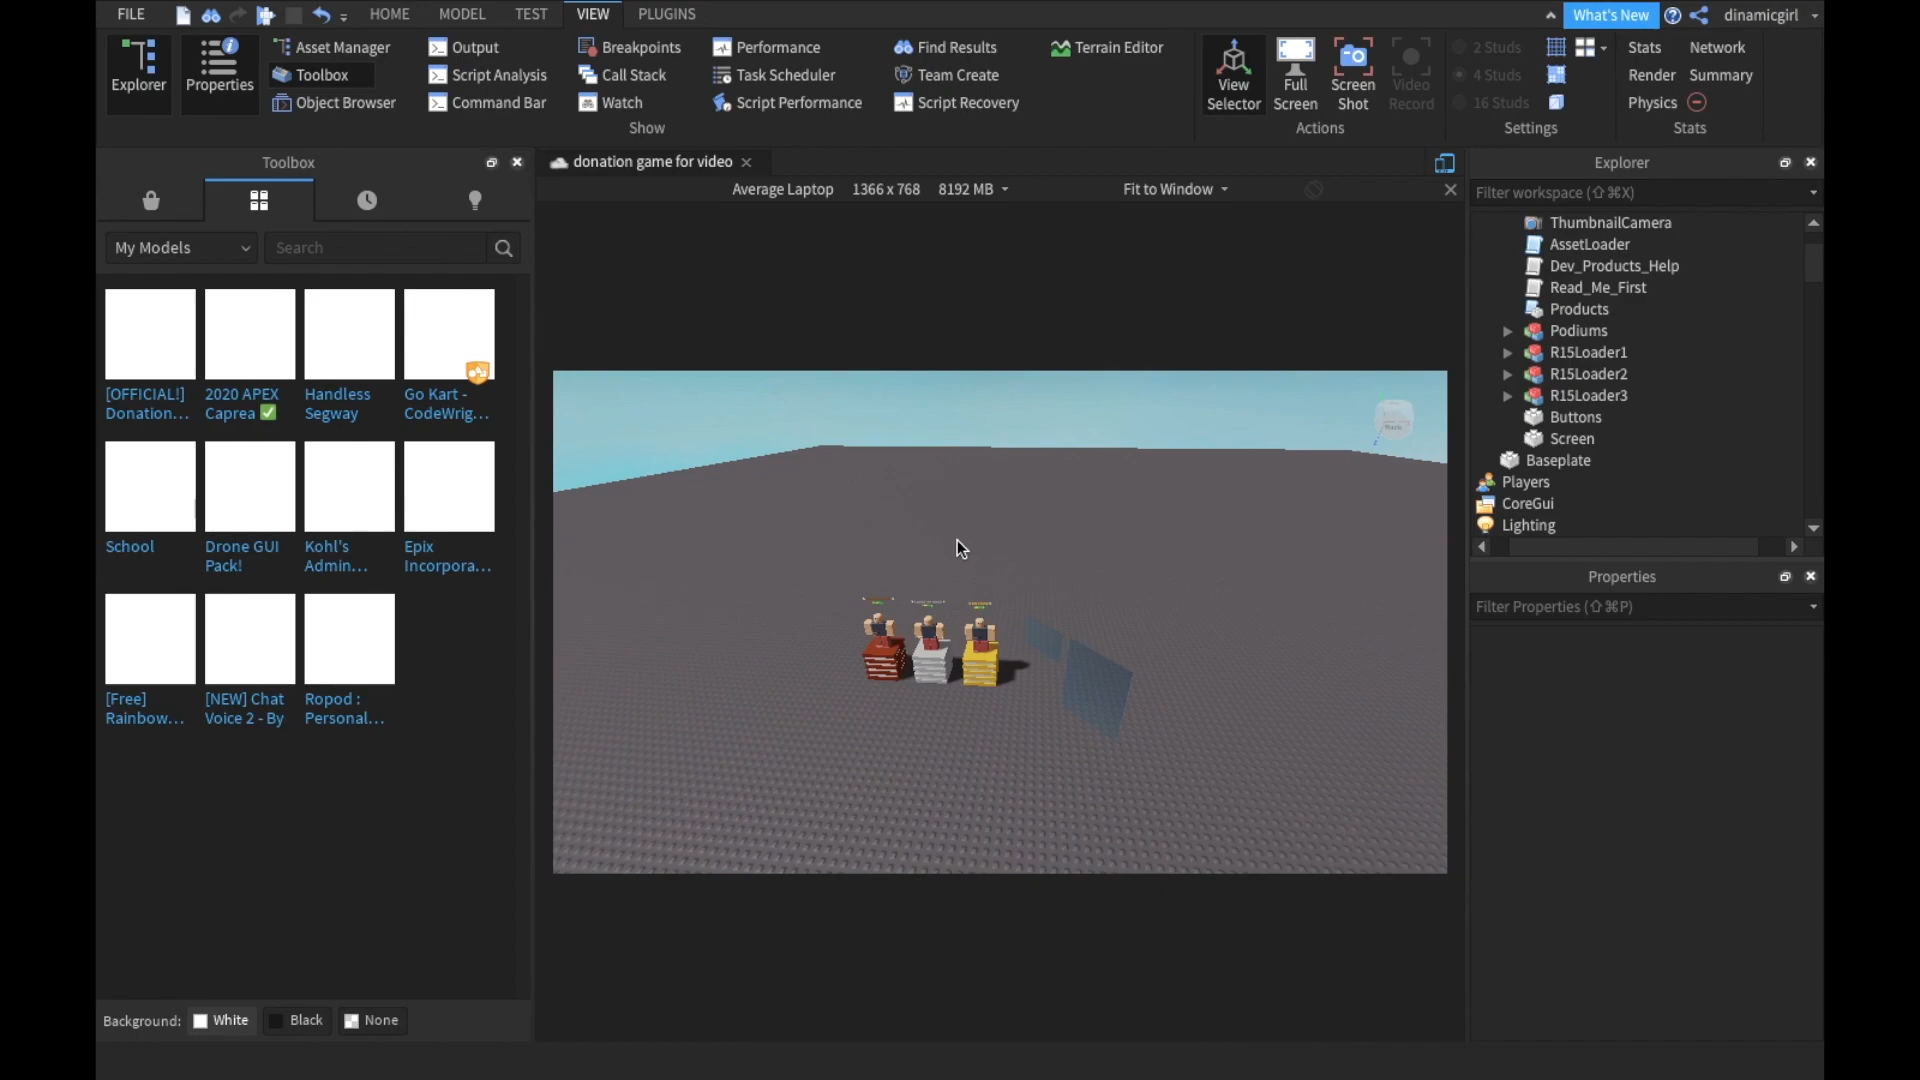 FILE
HOME
MODEL
TEST
VIEW
PLUGINS
What's New
dinamicgirl
Explorer
Properties
Asset Manager
Toolbox
Object Browser
Output
Script Analysis
Command Bar
Breakpoints
Call Stack
Watch
Performance
Task Scheduler
Script Performance
Find Results
Team Create
Script Recovery
Terrain Editor
Show
View
Selector
Full
Screen
Screen
Shot
Video
Record
Actions
2 Studs
4 Studs
16 Studs
Settings
Stats
Network
Render
Summary
Physics
Stats
Toolbox
My Models
Search
[OFFICIAL!]
Donation...
2020 APEX
Caprea ✅
Handless
Segway
Go Kart -
CodeWrig...
School
Drone GUI
Pack!
Kohl's
Admin...
Epix
Incorpora...
[Free]
Rainbow...
[NEW] Chat
Voice 2 - By
Ropod :
Personal...
Background:
White
Black
None
donation game for video
Average Laptop
1366 x 768
8192 MB
Fit to Window
Explorer
Filter workspace (⇧⌘X)
ThumbnailCamera
AssetLoader
Dev_Products_Help
Read_Me_First
Products
Podiums
R15Loader1
R15Loader2
R15Loader3
Buttons
Screen
Baseplate
Players
CoreGui
Lighting
Properties
Filter Properties (⇧⌘P)